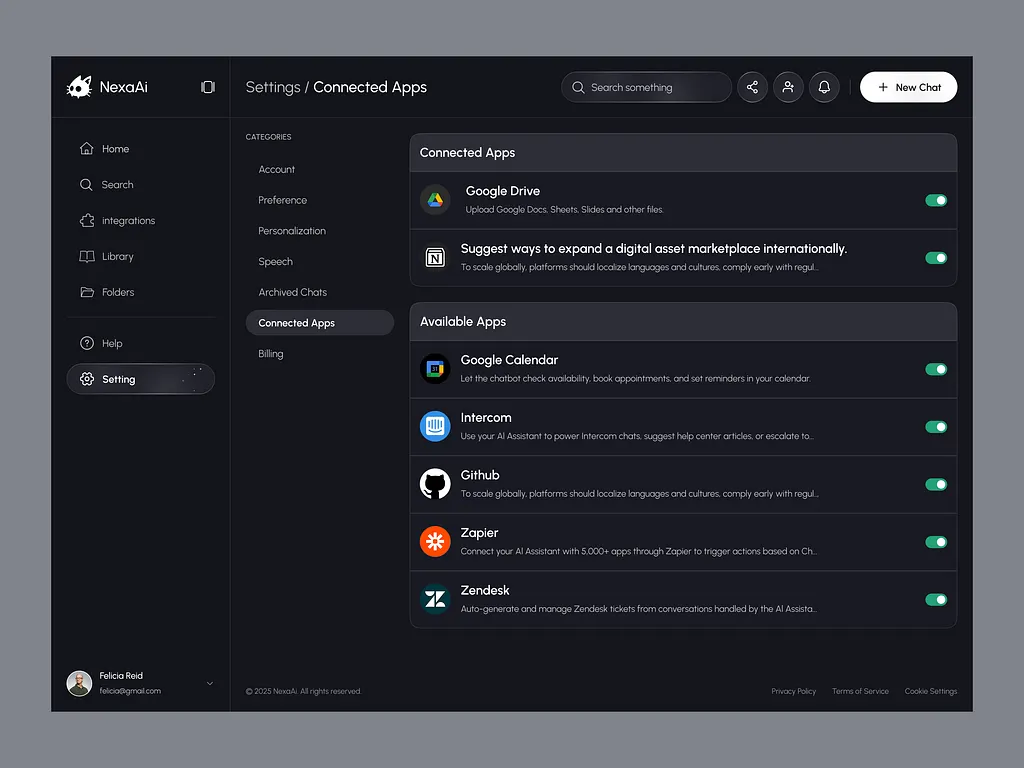 NexaAi
Settings / Connected Apps
Search something
+ New Chat
Home
Search
integrations
Library
Folders
Help
Setting
CATEGORIES
Account
Preference
Personalization
Speech
Archived Chats
Connected Apps
Billing
Connected Apps
Google Drive
Upload Google Docs, Sheets, Slides and other files.
Suggest ways to expand a digital asset marketplace internationally.
To scale globally, platforms should localize languages and cultures, comply early with regul...
Available Apps
31
Google Calendar
Let the chatbot check availability, book appointments, and set reminders in your calendar.
Intercom
Use your AI Assistant to power Intercom chats, suggest help center articles, or escalate to...
Github
To scale globally, platforms should localize languages and cultures, comply early with regul...
Zapier
Connect your AI Assistant with 5,000+ apps through Zapier to trigger actions based on Ch...
Zendesk
Auto-generate and manage Zendesk tickets from conversations handled by the AI Assista...
Felicia Reid
felicia@gmail.com
© 2025 NexaAi. All rights reserved.
Privacy Policy
Terms of Service
Cookie Settings